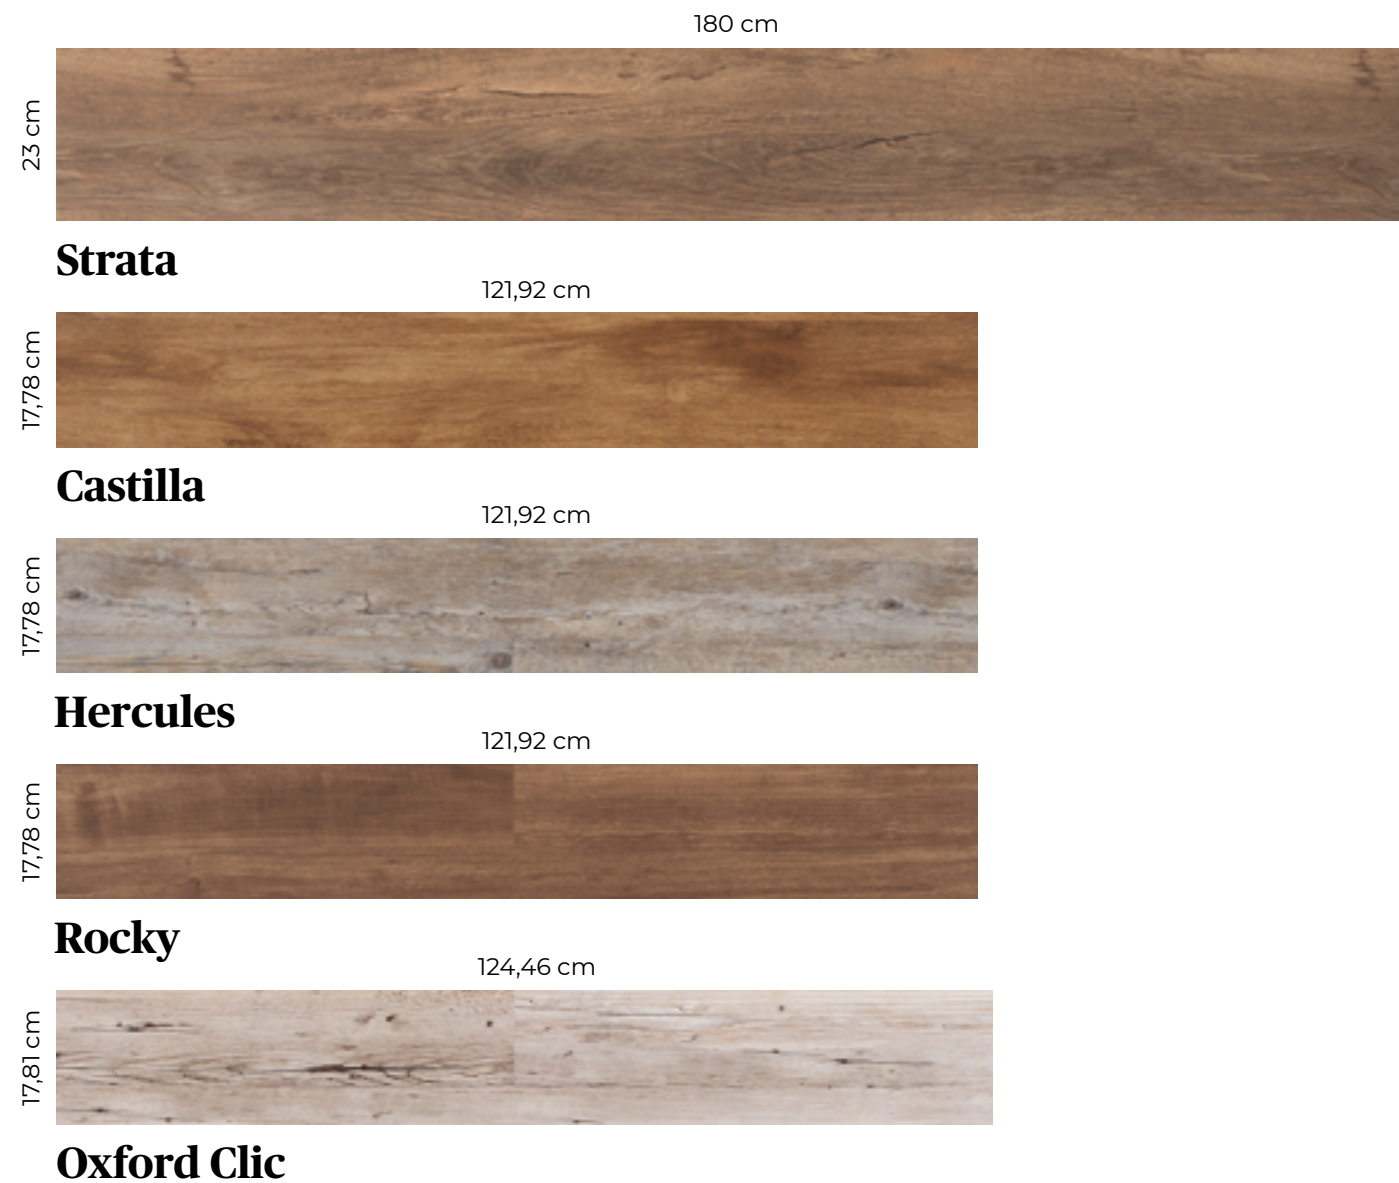 180 cm
23 cm
Strata
121,92 cm
17,78 cm
Castilla
121,92 cm
17,78 cm
Hercules
121,92 cm
17,78 cm
Rocky
124,46 cm
17,81 cm
Oxford Clic